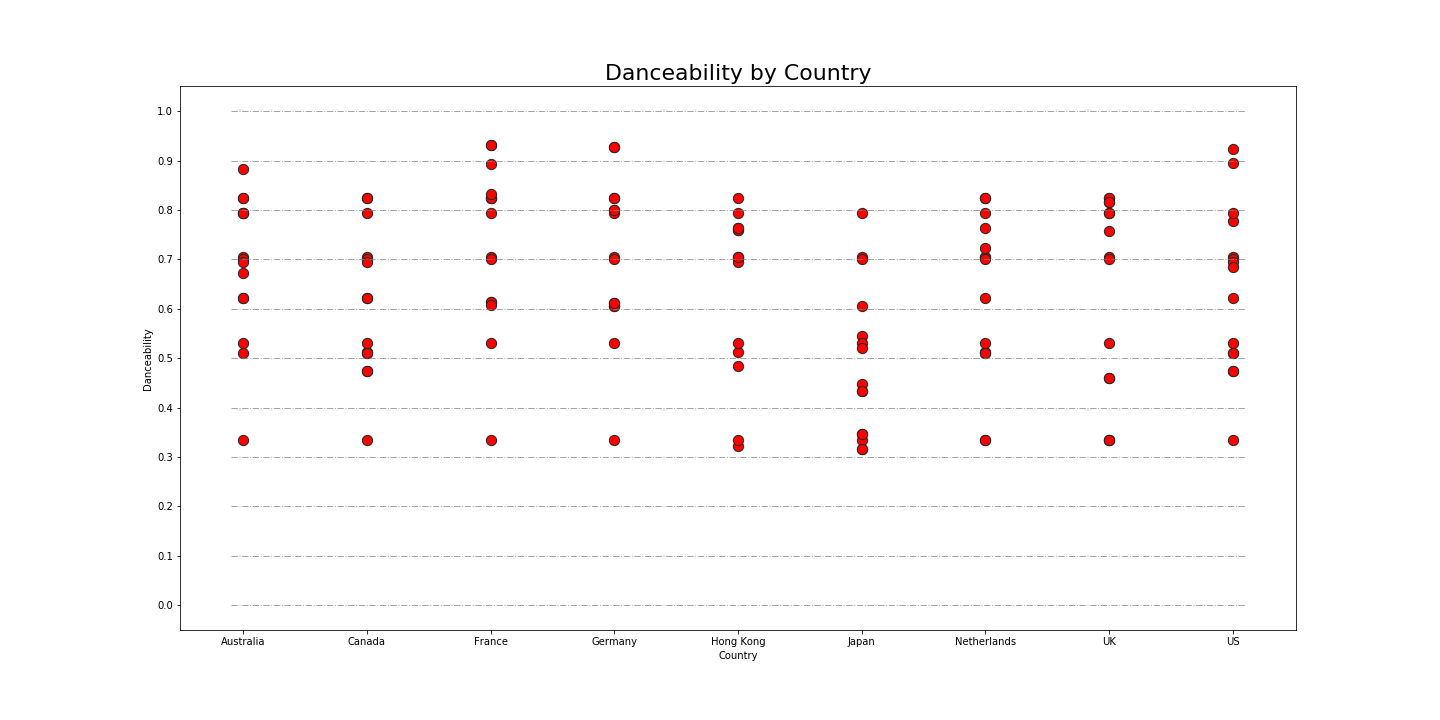 Danceability by Country
1.0
0.9
0.8
0.7
0.6
0.5
0.4
0.3
0.2
0.1
0.0
Danceability
Australia Canada France Germany Hong Kong Japan Netherlands UK US
Country